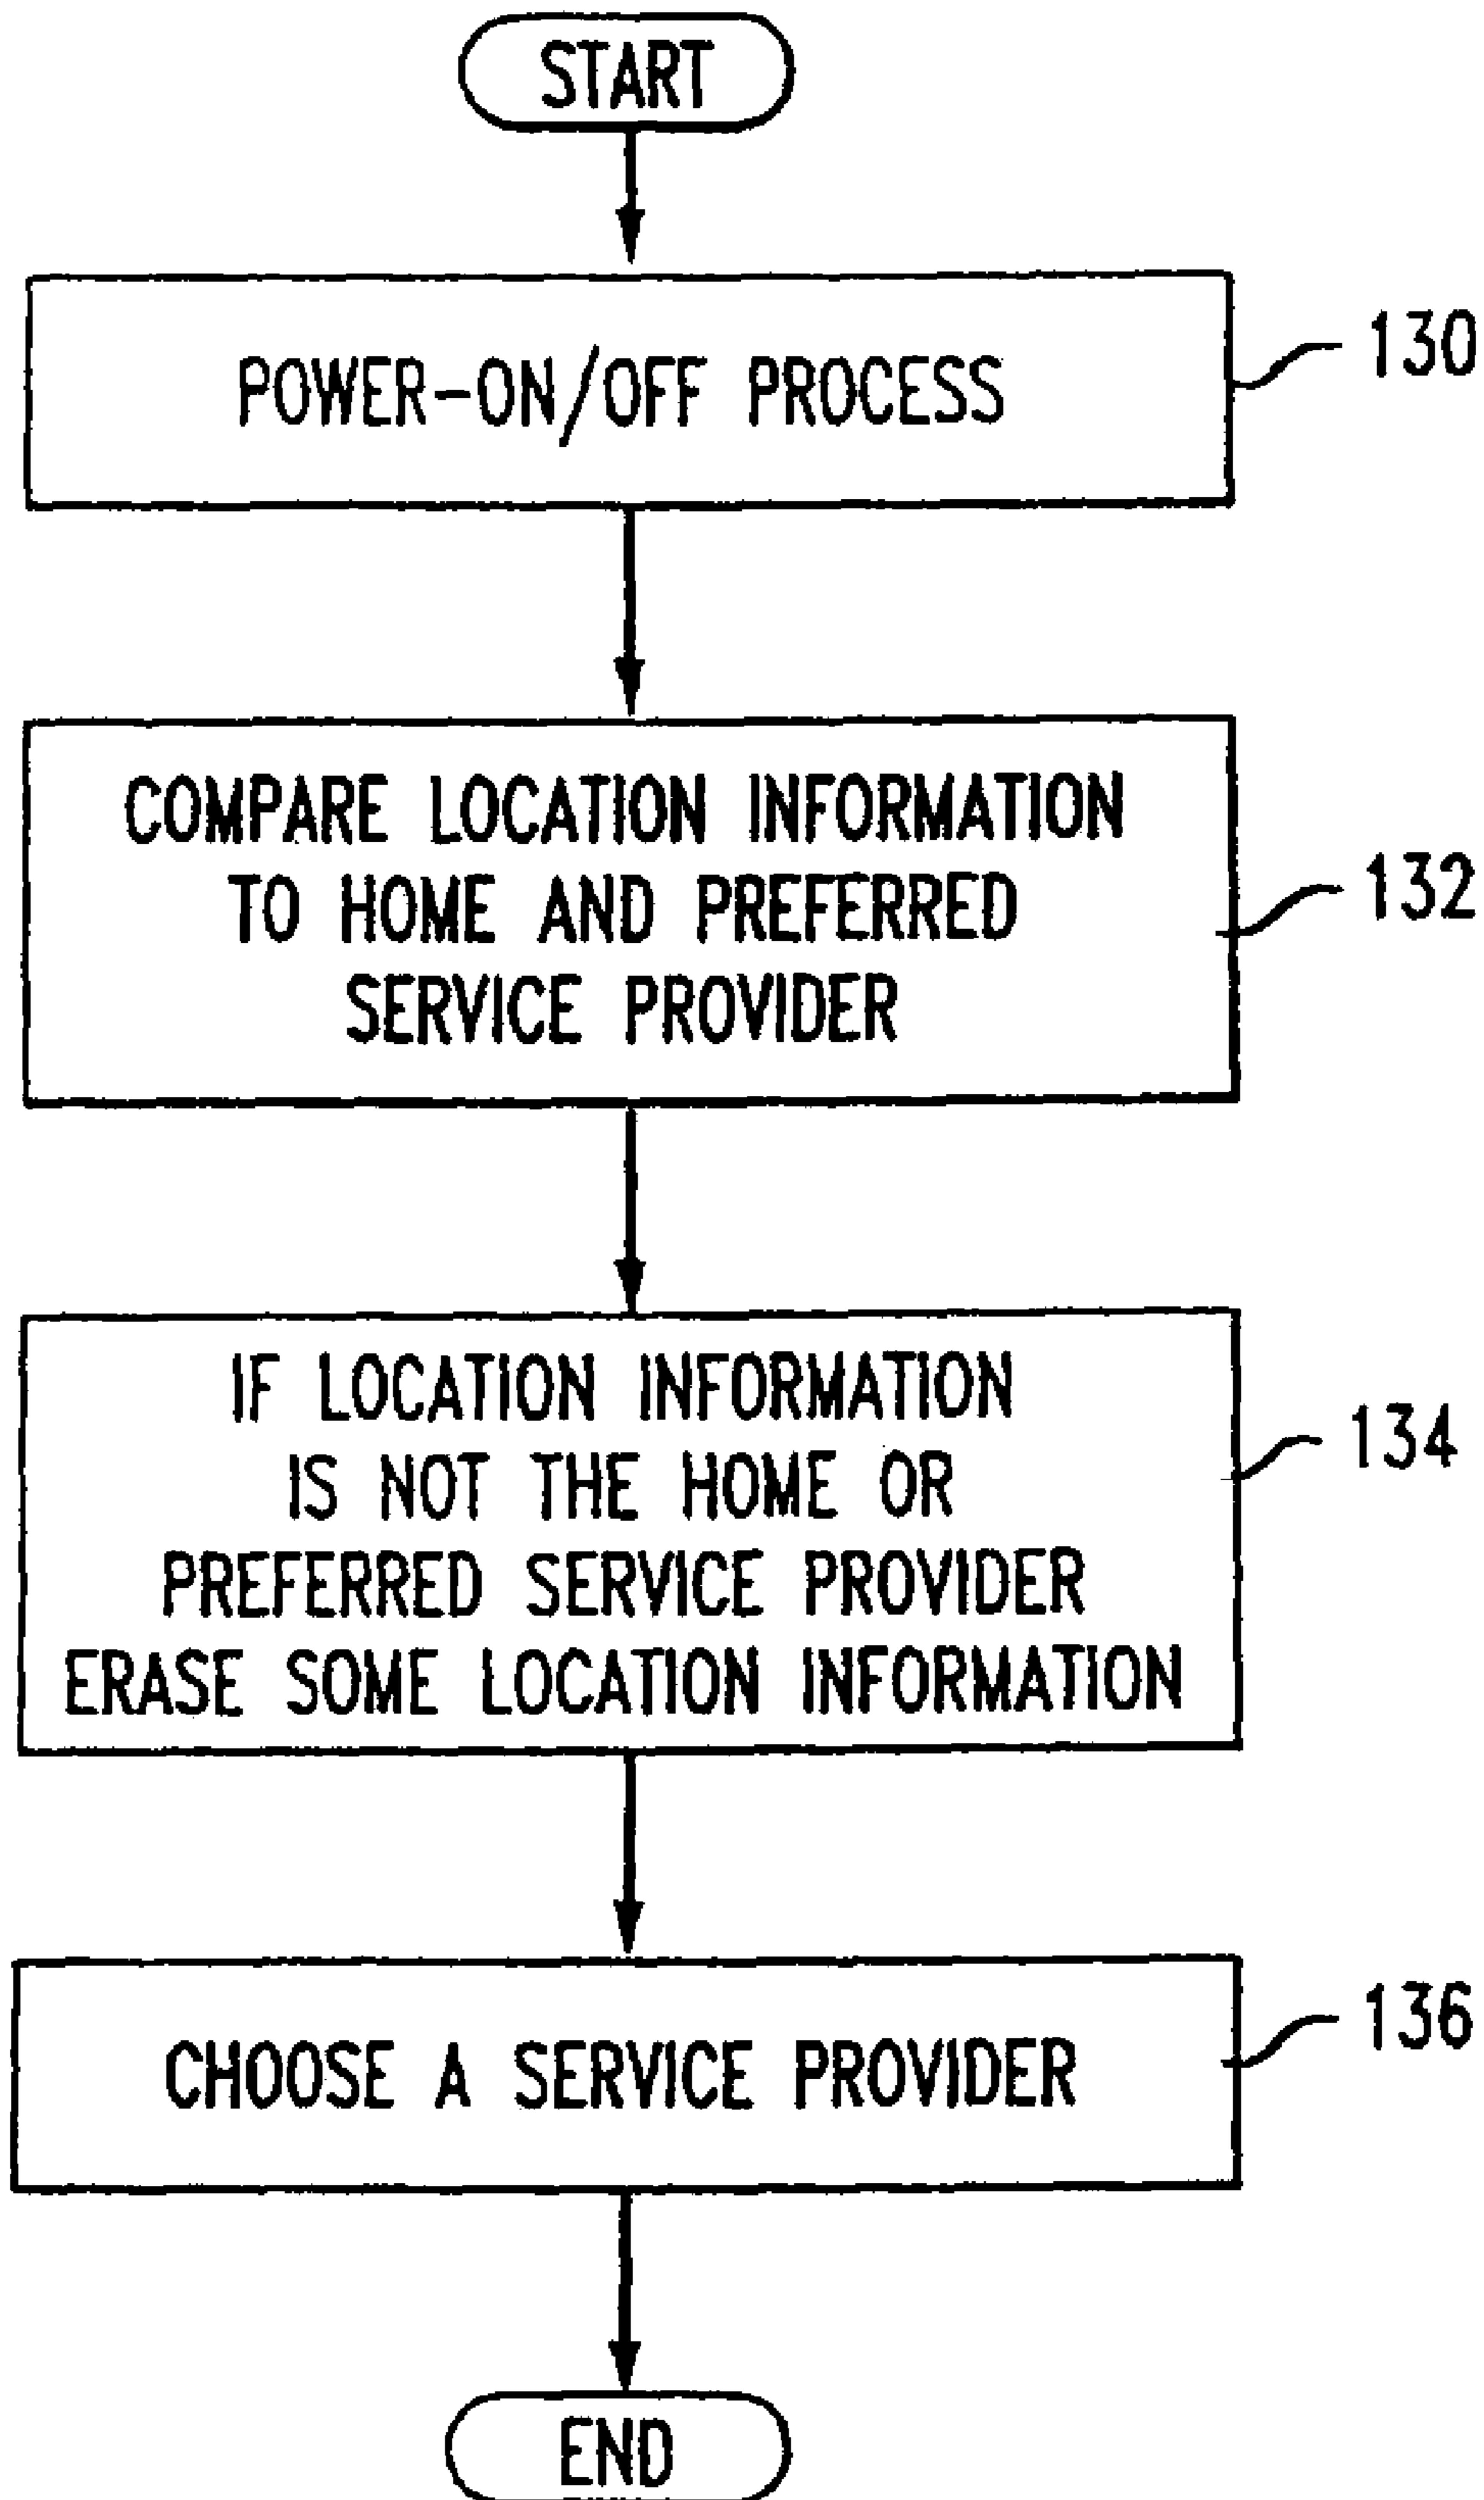 START
POWER-ON/OFF PROCESS
130
COMPARE LOCATION INFORMATION
TO HOME AND PREFERRED
SERVICE PROVIDER
132
IF LOCATION INFORMATION
IS NOT THE HOME OR
PREFERRED SERVICE PROVIDER
ERASE SOME LOCATION INFORMATION
134
CHOOSE A SERVICE PROVIDER
136
END